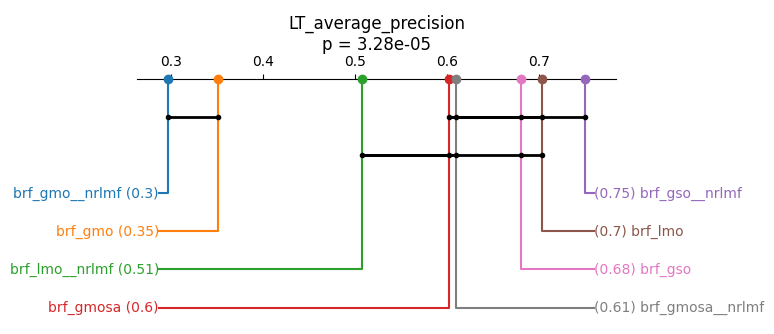 LT_average_precision
p = 3.28e-05
0.3 0.4 0.5 0.6 0.7
brf_gmo__nrlmf (0.3) (0.75) brf_gso__nrlmf
brf_gmo (0.35) (0.7) brf_lmo
brf_lmo__nrlmf (0.51) (0.68) brf_gso
brf_gmosa (0.6) (0.61) brf_gmosa__nrlmf